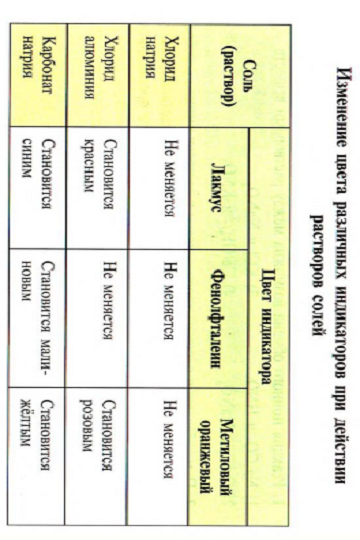 Изменение цвета различных индикаторов при действии
растворов солей
Соль
(раствор)
Цвет индикатора
Лакмус
Фенолфталеин
Метиловый
оранжевый
Хлорид
натрия
Не меняется
Не меняется
Не меняется
Хлорид
алюминия
Становится
красным
Не меняется
Становится
розовым
Карбонат
натрия
Становится
синим
Становится мали-
новым
Становится
жёлтым